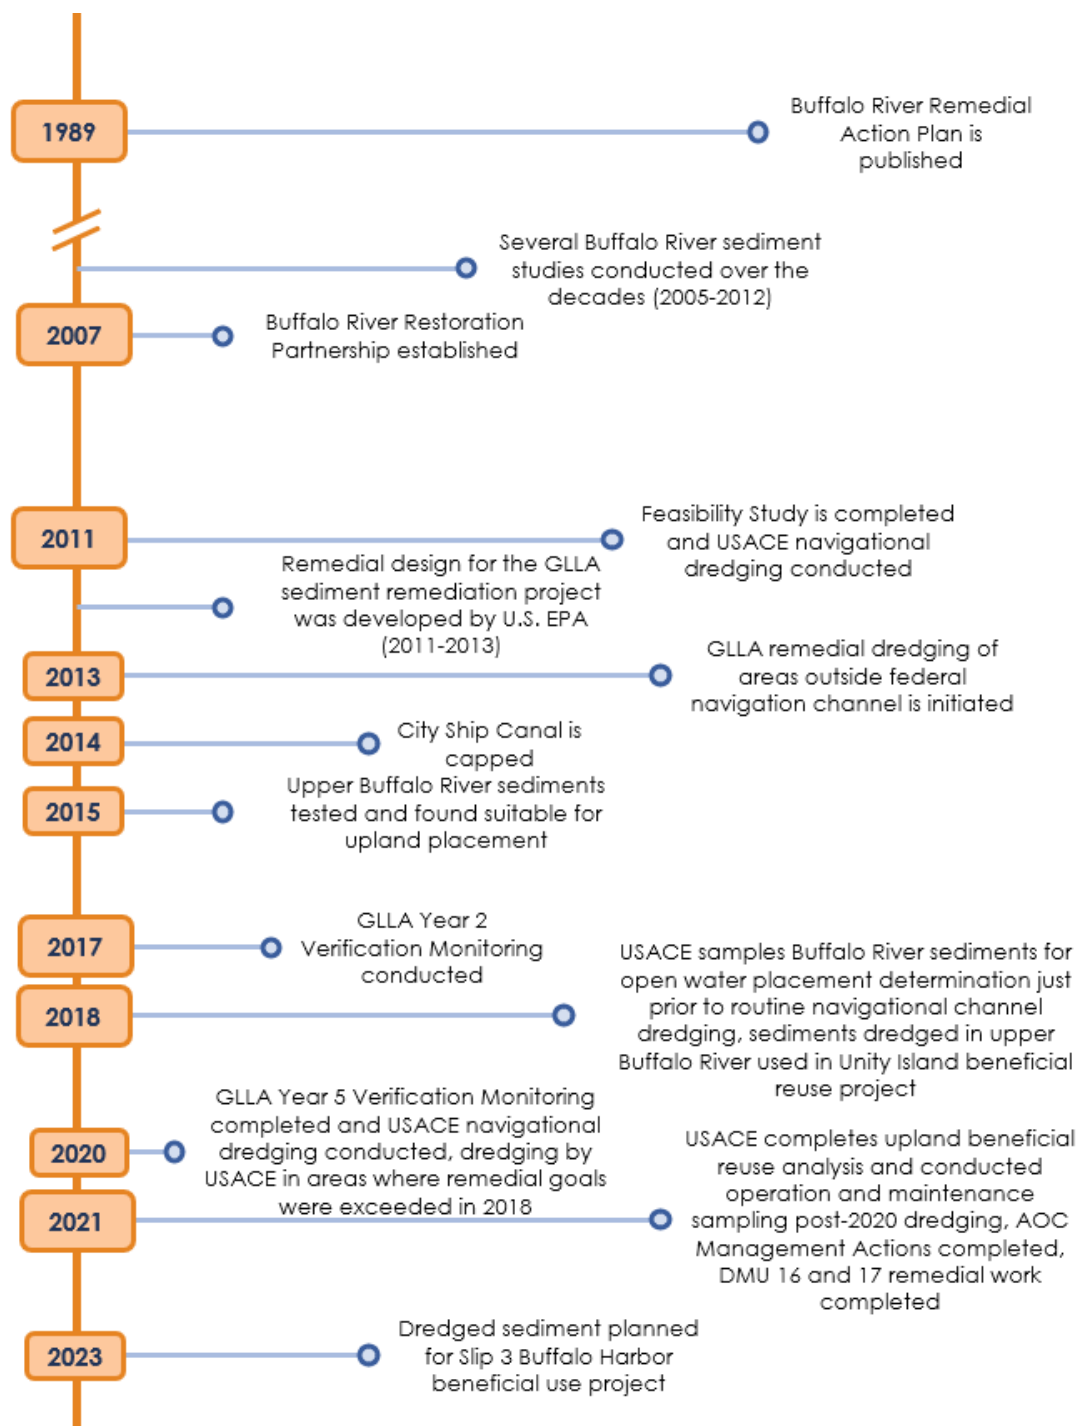 1989
Buffalo River Remedial
Action Plan is
published
Several Buffalo River sediment
studies conducted over the
decades (2005-2012)
2007
Buffalo River Restoration
Partnership established
2011
Feasibility Study is completed
and USACE navigational
dredging conducted
Remedial design for the GLLA
sediment remediation project
was developed by U.S. EPA
(2011-2013)
2013
GLLA remedial dredging of
areas outside federal
navigation channel is initiated
2014
City Ship Canal is
capped
2015
Upper Buffalo River sediments
tested and found suitable for
upland placement
2017
GLLA Year 2
Verification Monitoring
conducted
2018
USACE samples Buffalo River sediments for
open water placement determination just
prior to routine navigational channel
dredging, sediments dredged in upper
Buffalo River used in Unity Island beneficial
reuse project
2020
GLLA Year 5 Verification Monitoring
completed and USACE navigational
dredging conducted, dredging by
USACE in areas where remedial goals
were exceeded in 2018
2021
USACE completes upland beneficial
reuse analysis and conducted
operation and maintenance
sampling post-2020 dredging, AOC
Management Actions completed,
DMU 16 and 17 remedial work
completed
2023
Dredged sediment planned
for Slip 3 Buffalo Harbor
beneficial use project